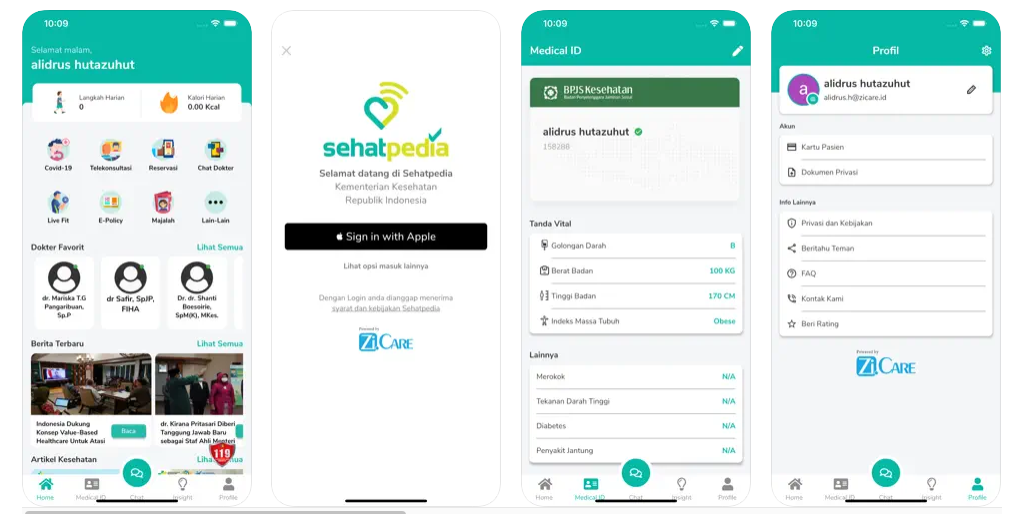 10:09
Selamat malam,
alidrus hutazuhut
Langkah Harian
0
Kalori Harian
0.00 Kcal
Covid-19
Telekonsultasi
Reservasi
Chat Dokter
Live Fit
E-Policy
Majalah
Lain-Lain
Dokter Favorit
Lihat Semua
dr. Mariska T.G
Pangaribuan,
Sp.P
dr Safir, SpJP,
FIHA
Dr. dr. Shanti
Boesoirie,
SpM(K), MKes.
Berita Terbaru
Lihat Semua
Indonesia Dukung
Konsep Value-Based
Healthcare Untuk Atasi
Baca
dr. Kirana Pritasari Diberi
Tanggung Jawab Baru
sebagai Staf Ahli Menteri
119
Artikel Kesehatan
Home
Medical ID
Chat
Insight
Profile
sehatpedia
Selamat datang di Sehatpedia
Kementerian Kesehatan
Republik Indonesia
Sign in with Apple
Lihat opsi masuk lainnya
Dengan Login anda dianggap menerima
syarat dan kebijakan Sehatpedia
Powered by
Zi.CARE
10:09
Medical ID
BPJS Kesehatan
Badan Penyelenggara Jaminan Sosial
alidrus hutazuhut
158288
Tanda Vital
Golongan Darah
B
Berat Badan
100 KG
Tinggi Badan
170 CM
Indeks Massa Tubuh
Obese
Lainnya
Merokok
N/A
Tekanan Darah Tinggi
N/A
Diabetes
N/A
Penyakit Jantung
N/A
Home
Medical ID
Chat
Insight
Profile
10:09
Profil
a
alidrus hutazuhut
alidrus.h@zicare.id
Akun
Kartu Pasien
Dokumen Privasi
Info Lainnya
Privasi dan Kebijakan
Beritahu Teman
FAQ
Kontak Kami
Beri Rating
Powered by
Zi.CARE
Home
Medical ID
Chat
Insight
Profile